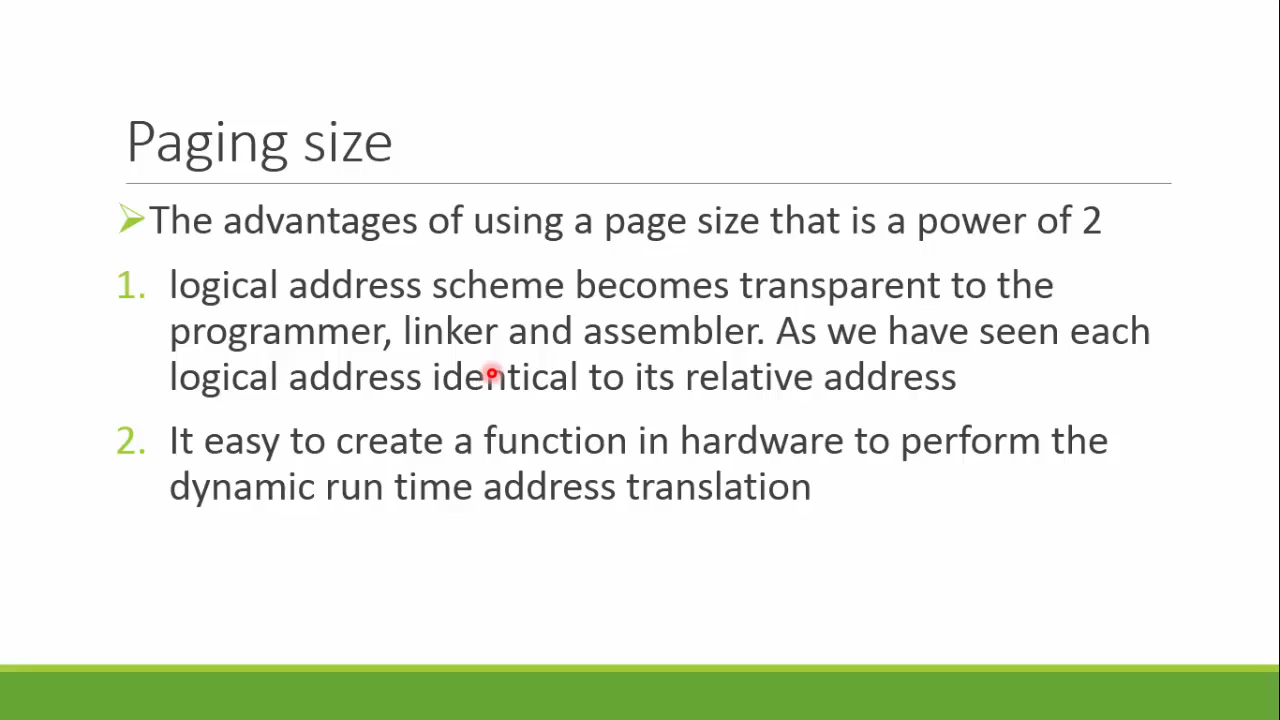 Paging size
➢The advantages of using a page size that is a power of 2
1. logical address scheme becomes transparent to the
programmer, linker and assembler. As we have seen each
logical address identical to its relative address
2. It easy to create a function in hardware to perform the
dynamic run time address translation